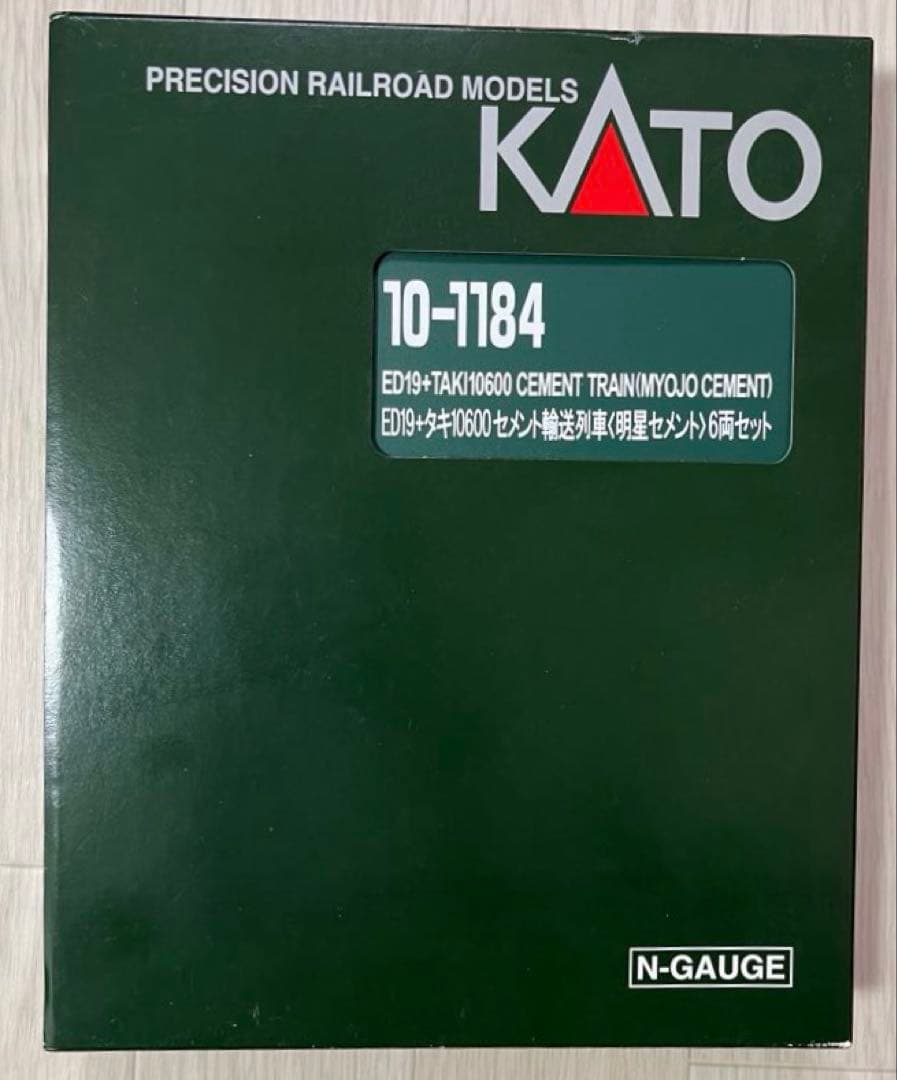 PRECISION RAILROAD MODELS
KATO
10-1184
ED19+TAKI10600 CEMENT TRAIN(MYOJO CEMENT)
ED19+タキ10600セメント輸送列車〈明星セメント〉6両セット
N-GAUGE